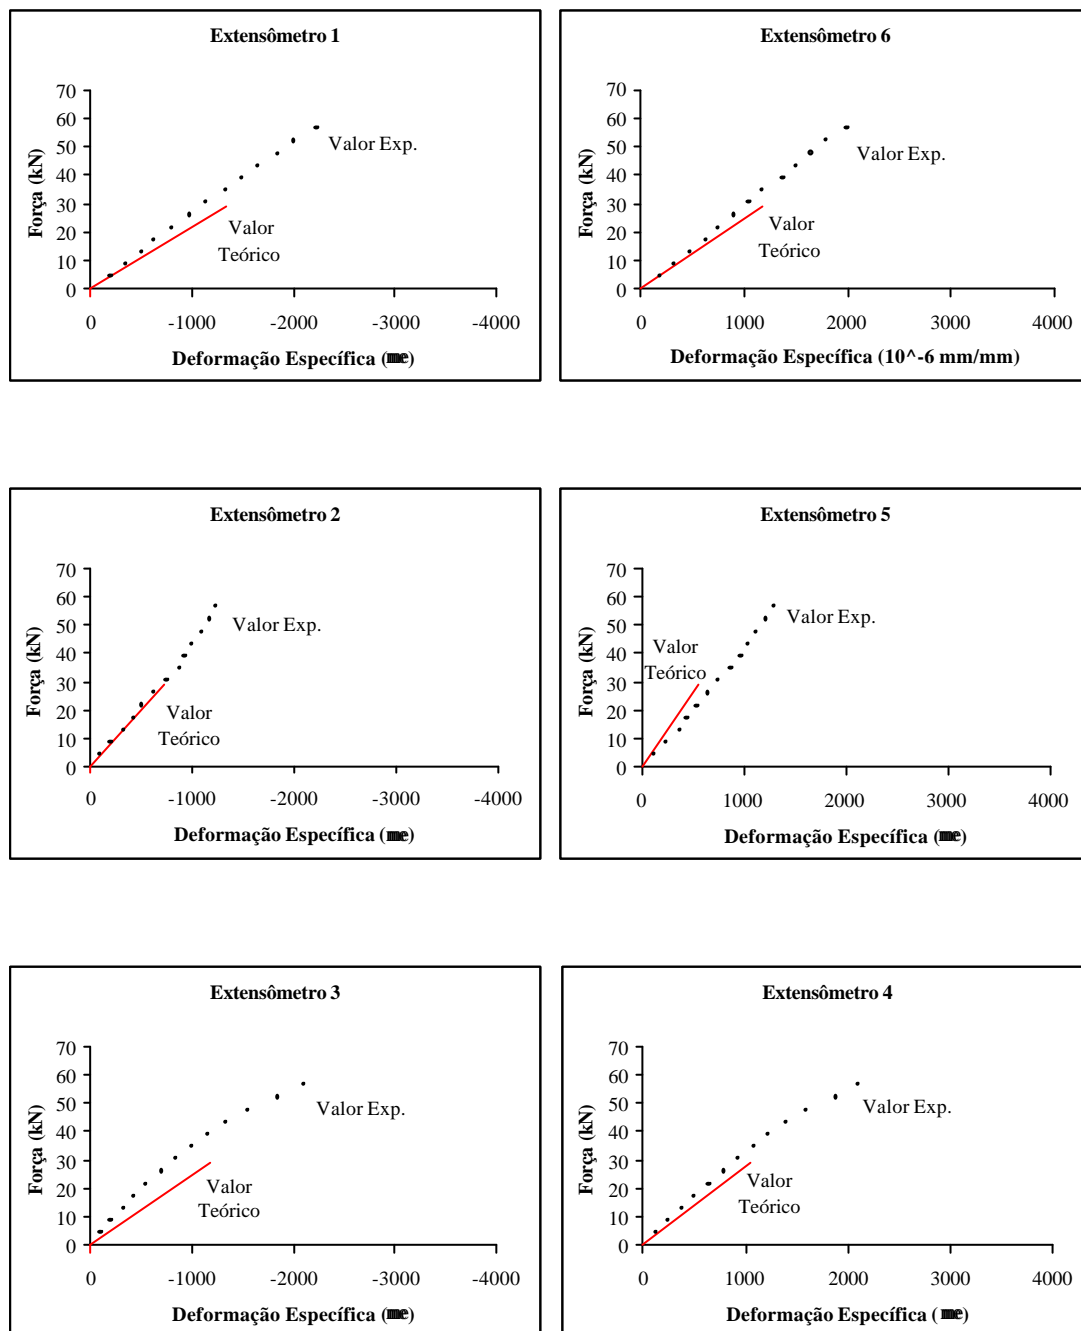 Extensômetro 1
70
60
50
40
30
20
10
0
Força (kN)
Valor Exp.
Valor
Teórico
0 -1000 -2000 -3000 -4000
Deformação Específica (me)
Extensômetro 6
70
60
50
40
30
20
10
0
Força (kN)
Valor Exp.
Valor
Teórico
0 1000 2000 3000 4000
Deformação Específica (10^-6 mm/mm)
Extensômetro 2
70
60
50
40
30
20
10
0
Força (kN)
Valor Exp.
Valor
Teórico
0 -1000 -2000 -3000 -4000
Deformação Específica (me)
Extensômetro 5
70
60
50
40
30
20
10
0
Força (kN)
Valor Exp.
Valor
Teórico
0 1000 2000 3000 4000
Deformação Específica (me)
Extensômetro 3
70
60
50
40
30
20
10
0
Força (kN)
Valor Exp.
Valor
Teórico
0 -1000 -2000 -3000 -4000
Deformação Específica (me)
Extensômetro 4
70
60
50
40
30
20
10
0
Força (kN)
Valor Exp.
Valor
Teórico
0 1000 2000 3000 4000
Deformação Específica ( me)